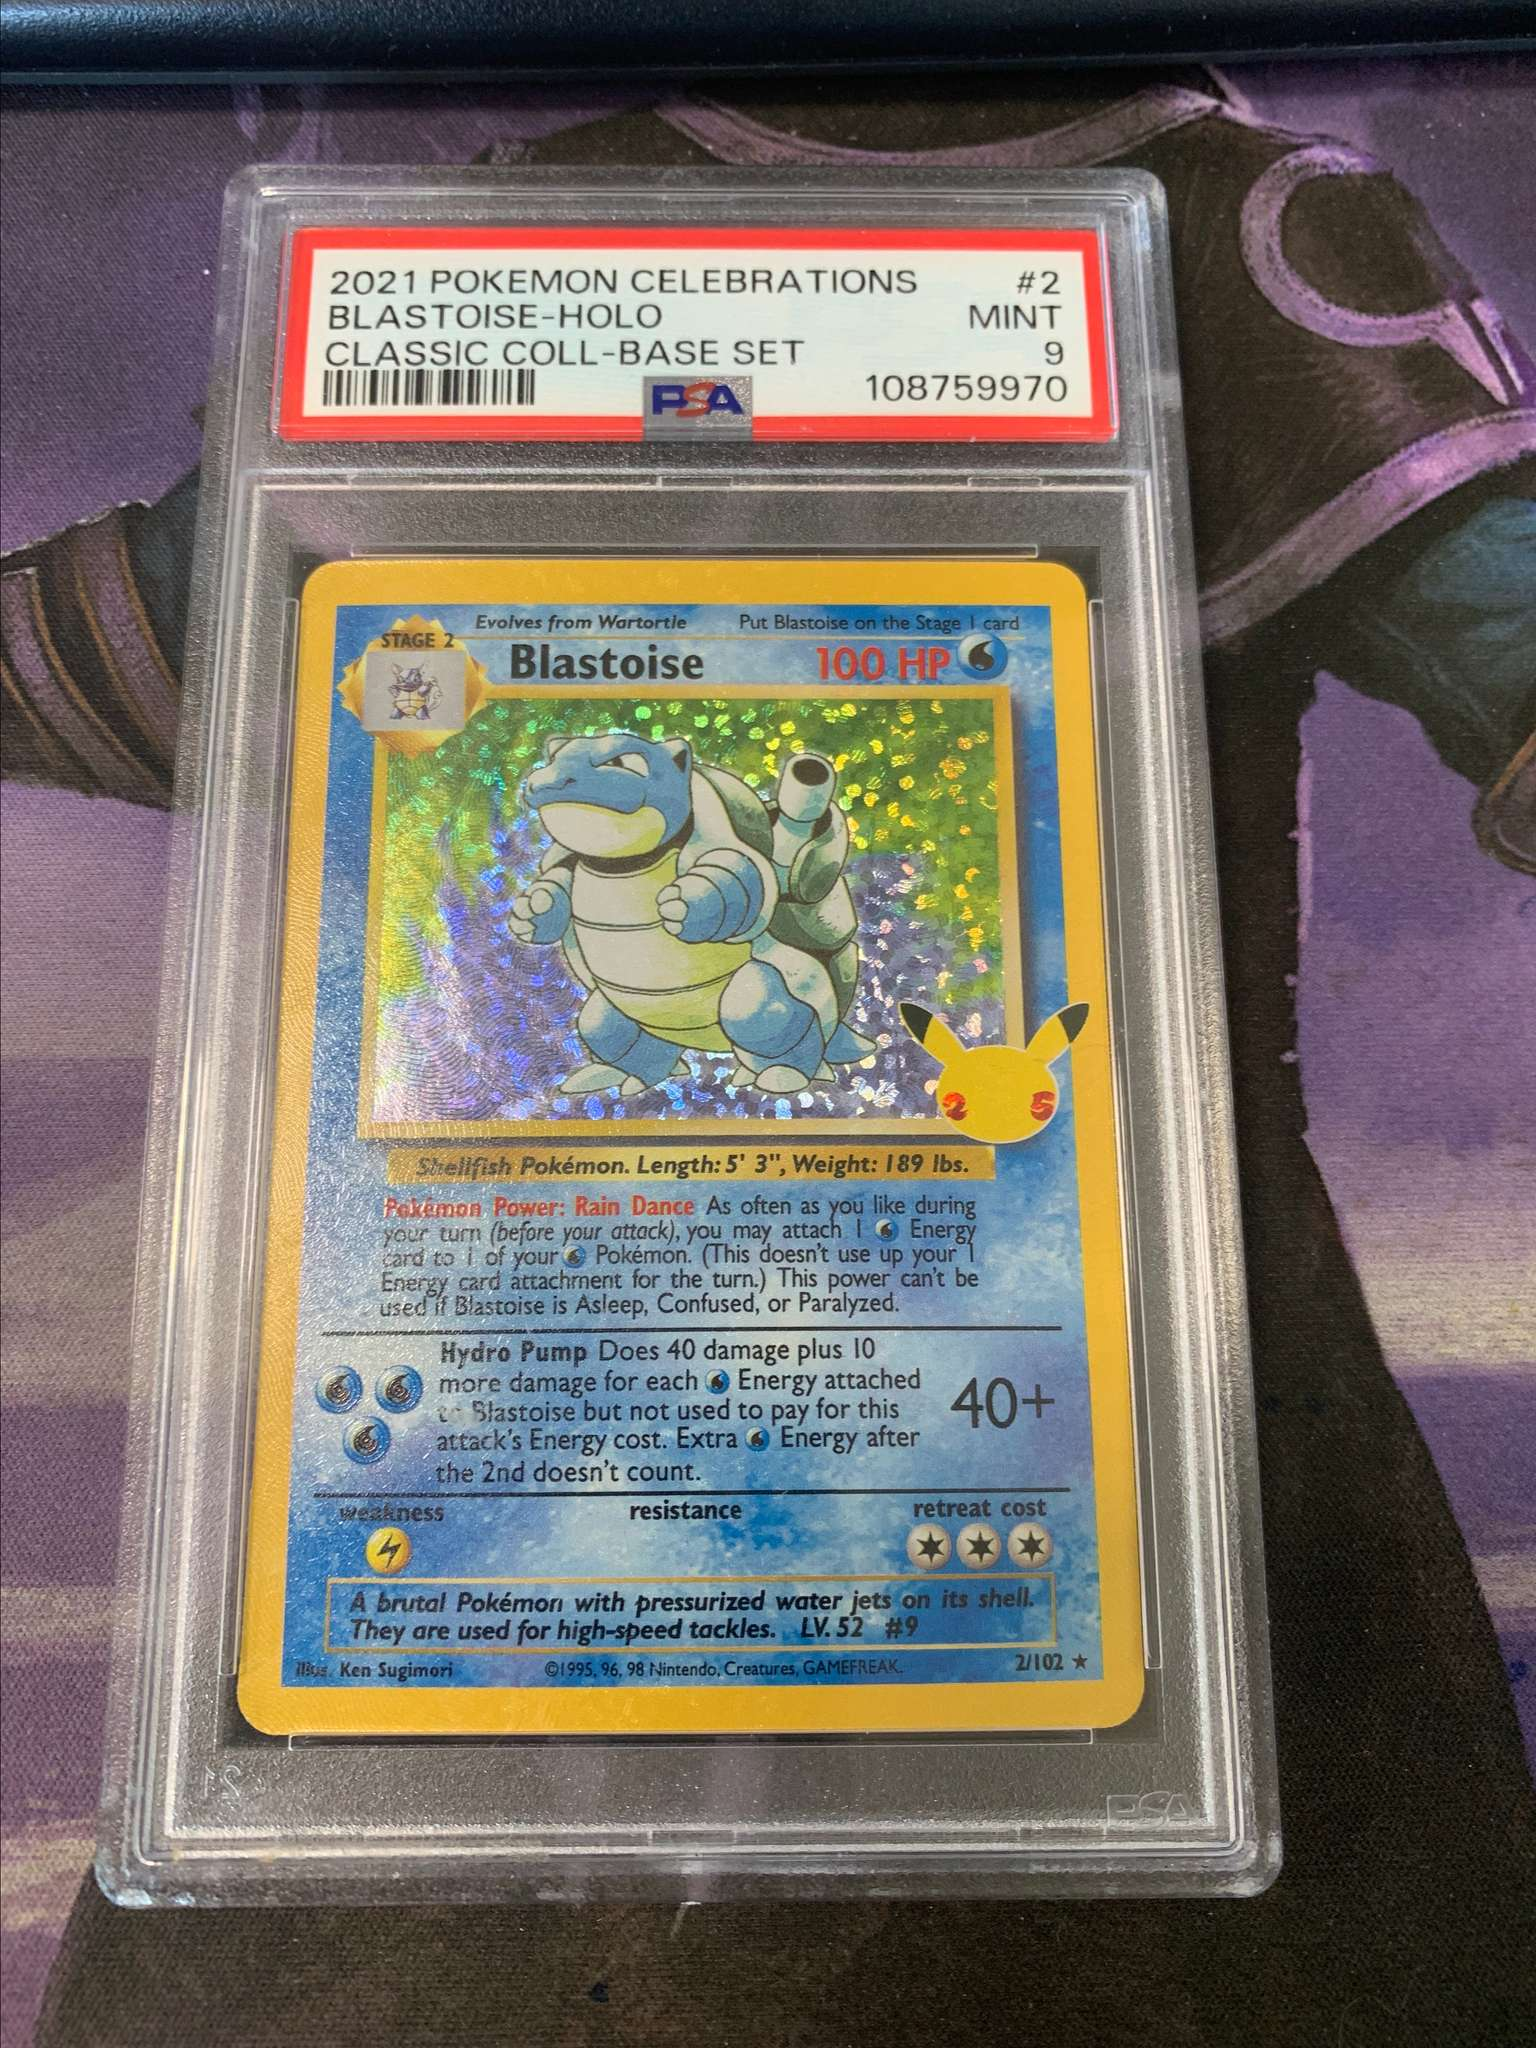 2021 POKEMON CELEBRATIONS #2
BLASTOISE-HOLO MINT
CLASSIC COLL-BASE SET 9
PSA 108759970
Evolves from Wartortle Put Blastoise on the Stage 1 card
STAGE 2
Blastoise 100 HP
25
Shellfish Pokémon. Length: 5' 3", Weight: 189 lbs.
Pokémon Power: Rain Dance As often as you like during
your turn (before your attack), you may attach 1 Energy
card to 1 of your Pokémon. (This doesn't use up your 1
Energy card attachment for the turn.) This power can't be
used if Blastoise is Asleep, Confused, or Paralyzed.
Hydro Pump Does 40 damage plus 10
more damage for each Energy attached
to Blastoise but not used to pay for this
attack's Energy cost. Extra Energy after
the 2nd doesn't count.
40+
weakness resistance retreat cost
A brutal Pokémon with pressurized water jets on its shell.
They are used for high-speed tackles. LV. 52 #9
illus. Ken Sugimori ©1995, 96, 98 Nintendo, Creatures, GAMEFREAK. 2/102 ★
PSA